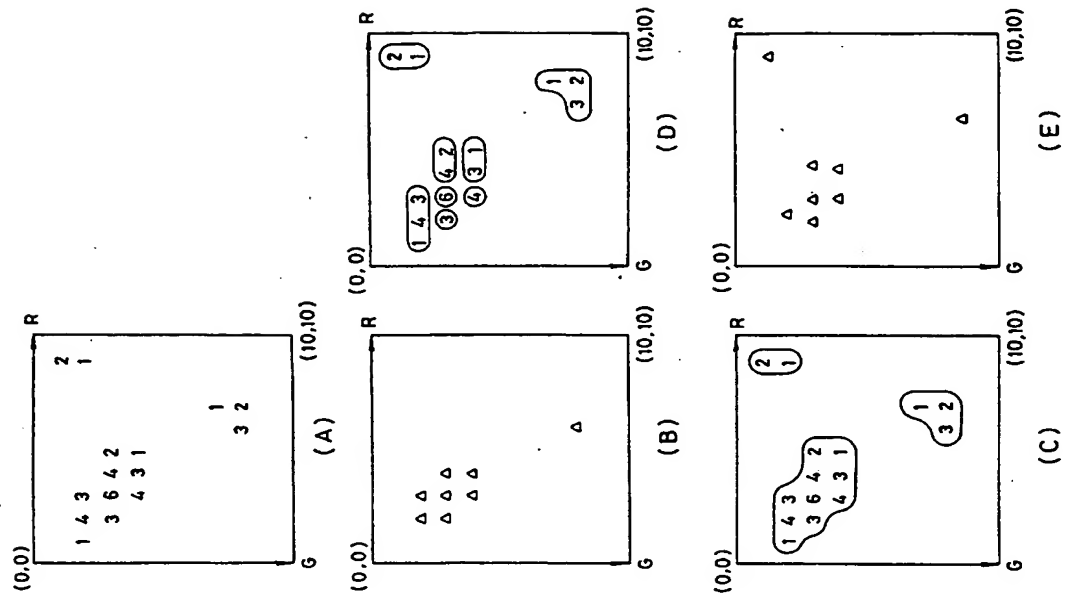 (0,0) R
2
1 4 3 1
3 6 4 2
4 3 1
1
3 2
G (10,10)
(A)
R
G (10,10)
(B)
(0,0) R
2
1 4 3 1
3 6 4 2
4 3 1
1
3 2
G (10,10)
(D)
(0,0) R
2
1 4 3 1
3 6 4 2
4 3 1
1
3 2
G (10,10)
(C)
(0,0) R
G (10,10)
(E)